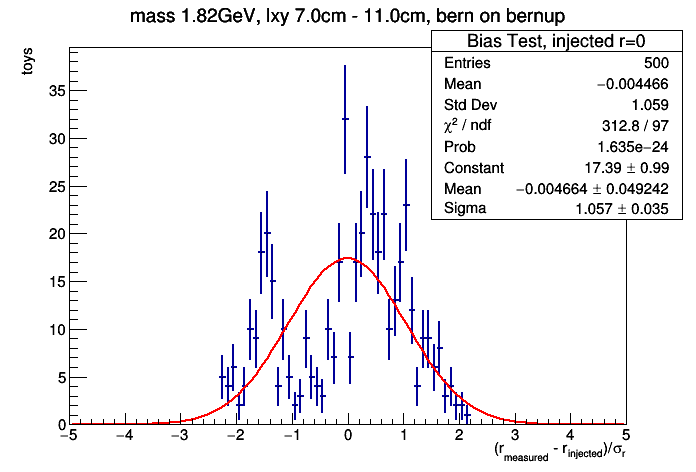 mass 1.82GeV, lxy 7.0cm - 11.0cm, bern on bernup
toys
Bias Test, injected r=0
Entries 500
Mean −0.004466
Std Dev 1.059
χ² / ndf 312.8 / 97
Prob 1.635e−24
Constant 17.39 ± 0.99
Mean −0.004664 ± 0.049242
Sigma 1.057 ± 0.035
35
30
25
20
15
10
5
0
−5 −4 −3 −2 −1 0 1 2 3 4 5
(r_measured - r_injected)/σ_r